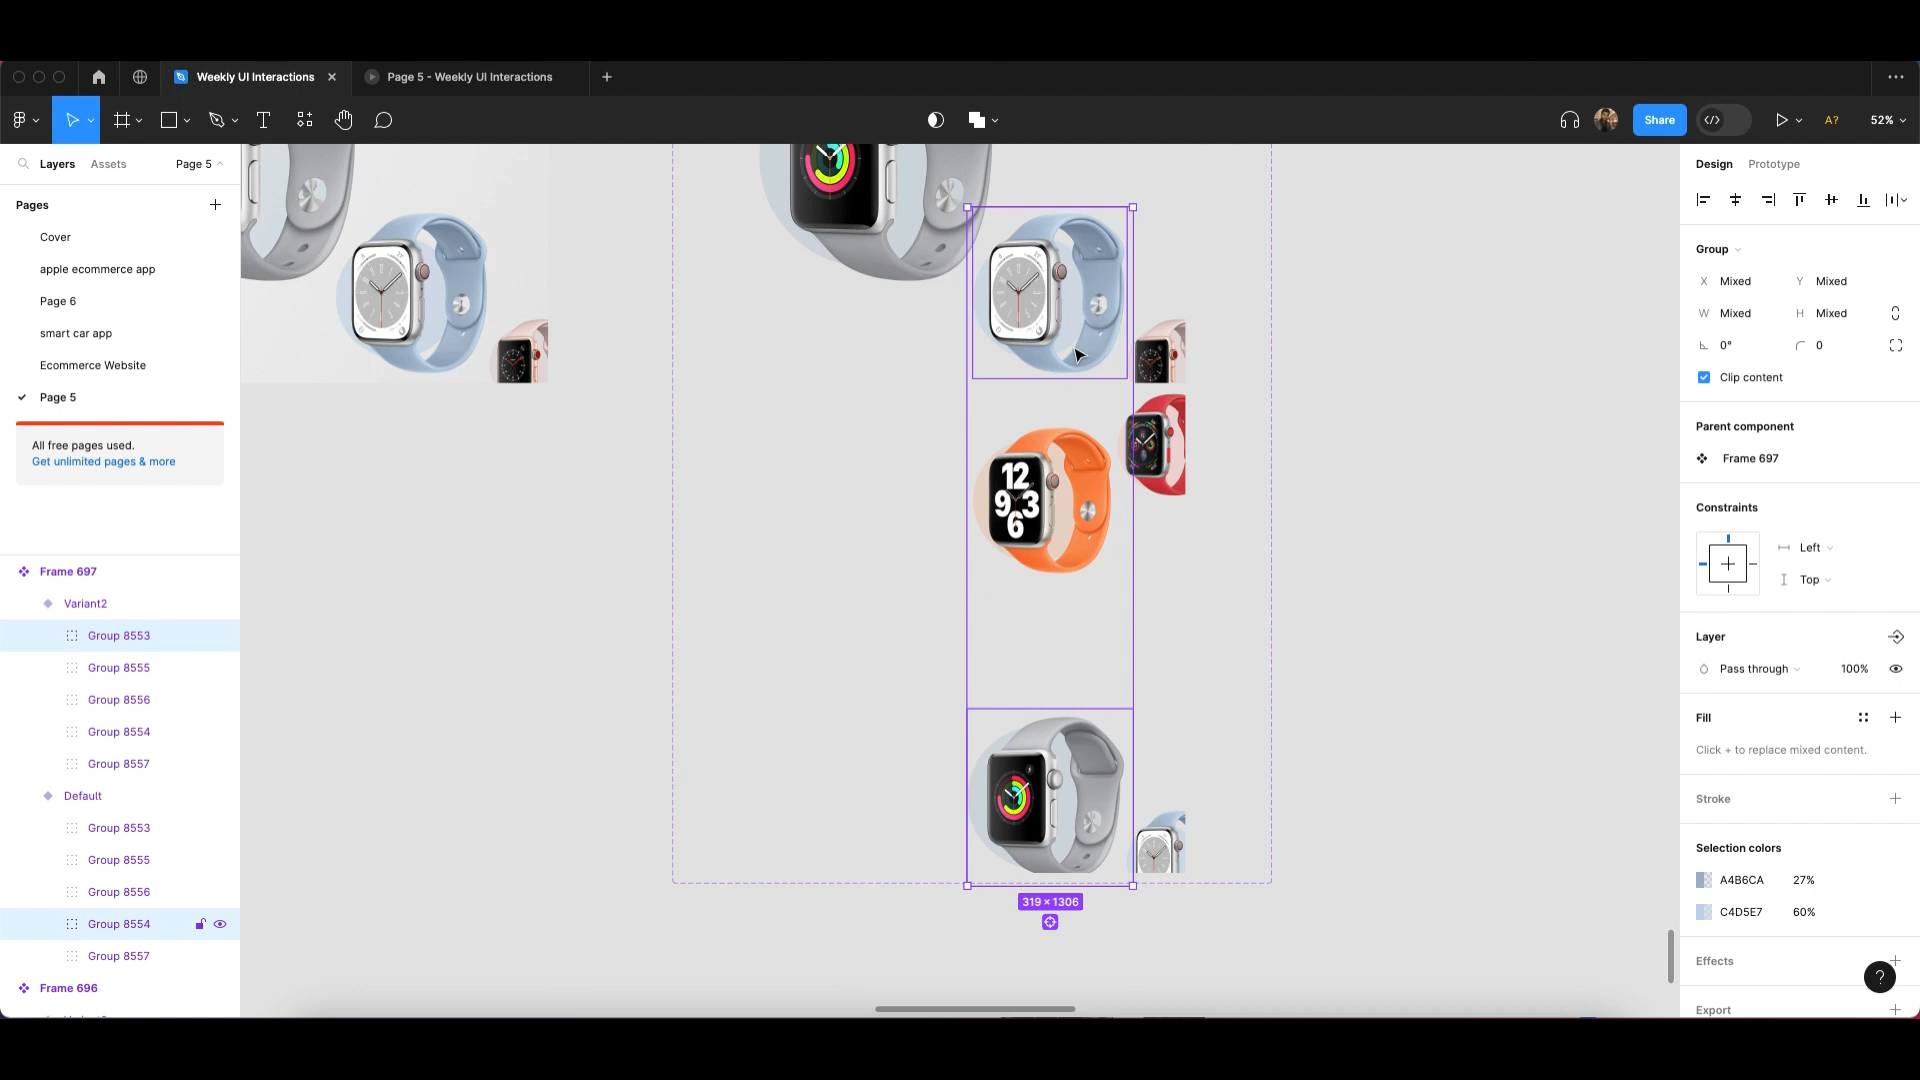 Weekly UI Interactions
Page 5 - Weekly UI Interactions
Share
A?
52%
Layers
Assets
Page 5
Pages
Cover
apple ecommerce app
Page 6
smart car app
Ecommerce Website
Page 5
All free pages used.
Get unlimited pages & more
Frame 697
Variant2
Group 8553
Group 8555
Group 8556
Group 8554
Group 8557
Default
Group 8553
Group 8555
Group 8556
Group 8554
Group 8557
Frame 696
12
9 3
6
319 × 1306
Design
Prototype
Group
X Mixed
Y Mixed
W Mixed
H Mixed
0°
0
Clip content
Parent component
Frame 697
Constraints
Left
Top
Layer
Pass through
100%
Fill
Click + to replace mixed content.
Stroke
Selection colors
A4B6CA 27%
C4D5E7 60%
Effects
Export
?